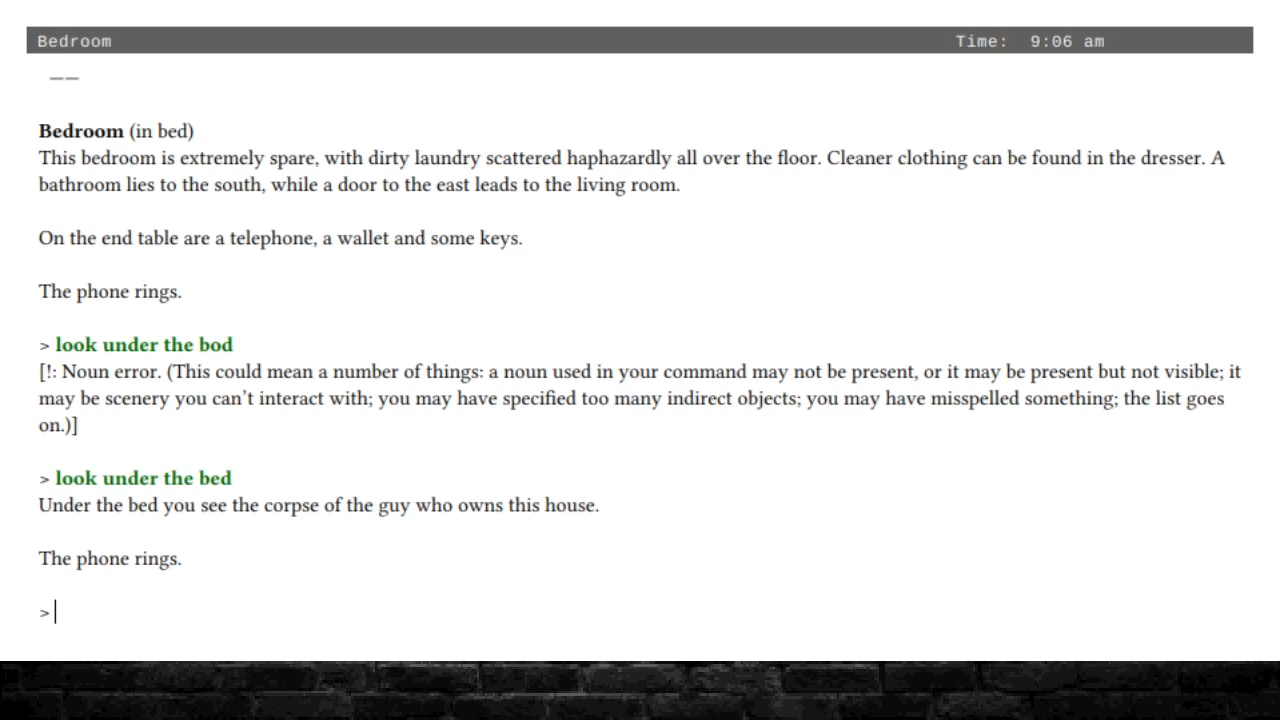 Bedroom Time: 9:06 am
——
Bedroom (in bed)
This bedroom is extremely spare, with dirty laundry scattered haphazardly all over the floor. Cleaner clothing can be found in the dresser. A
bathroom lies to the south, while a door to the east leads to the living room.
On the end table are a telephone, a wallet and some keys.
The phone rings.
> look under the bod
[!: Noun error. (This could mean a number of things: a noun used in your command may not be present, or it may be present but not visible; it
may be scenery you can't interact with; you may have specified too many indirect objects; you may have misspelled something; the list goes
on.)]
> look under the bed
Under the bed you see the corpse of the guy who owns this house.
The phone rings.
>